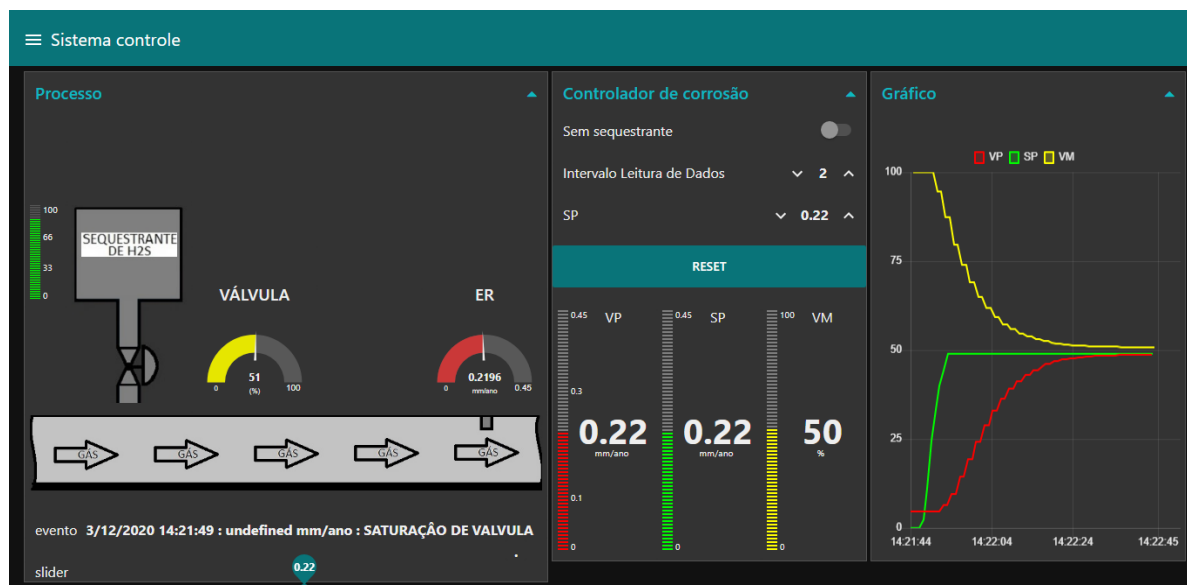 Sistema controle
Processo
100
66
33
0
SEQUESTRANTE
DE H2S
VÁLVULA
51
0 (%) 100
ER
0.2196
0 mm/ano 0.45
GÁS GÁS GÁS GÁS GÁS
evento 3/12/2020 14:21:49 : undefined mm/ano : SATURAÇÂO DE VALVULA
.
slider 0.22
Controlador de corrosão
Sem sequestrante
Intervalo Leitura de Dados 2
SP 0.22
RESET
0.45 VP
0.3
0.22
mm/ano
0.1
0
0.45 SP
0.22
mm/ano
0
100 VM
50
%
0
Gráfico
VP SP VM
100
75
50
25
0
14:21:44 14:22:04 14:22:24 14:22:45